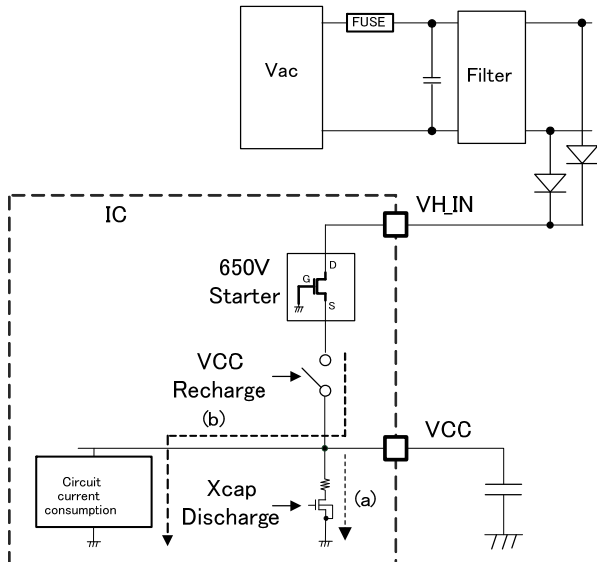 FUSE
Vac
Filter
IC
VH_IN
650V
Starter
D
G
S
VCC
Recharge
(b)
VCC
Circuit
current
consumption
Xcap
Discharge
(a)